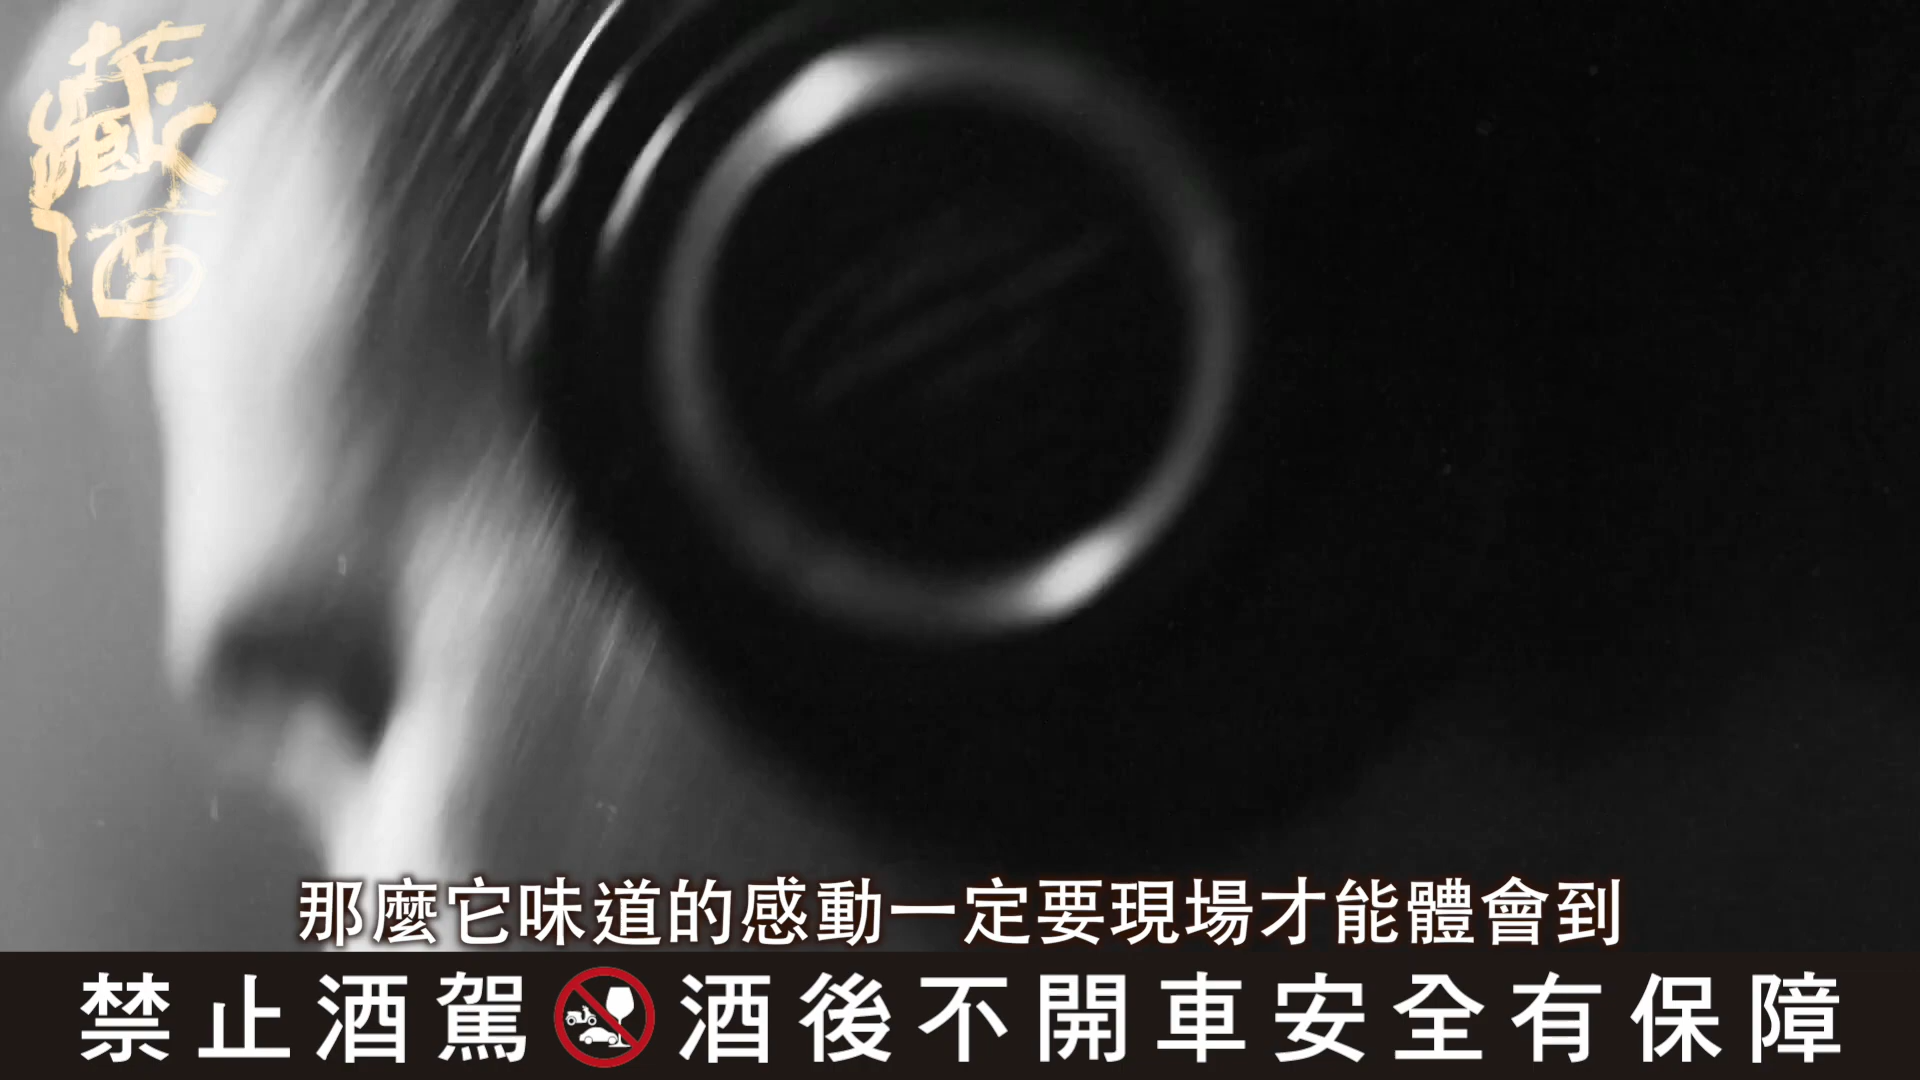 藏酒
那麼它味道的感動一定要現場才能體會到
禁止酒駕 酒後不開車安全有保障